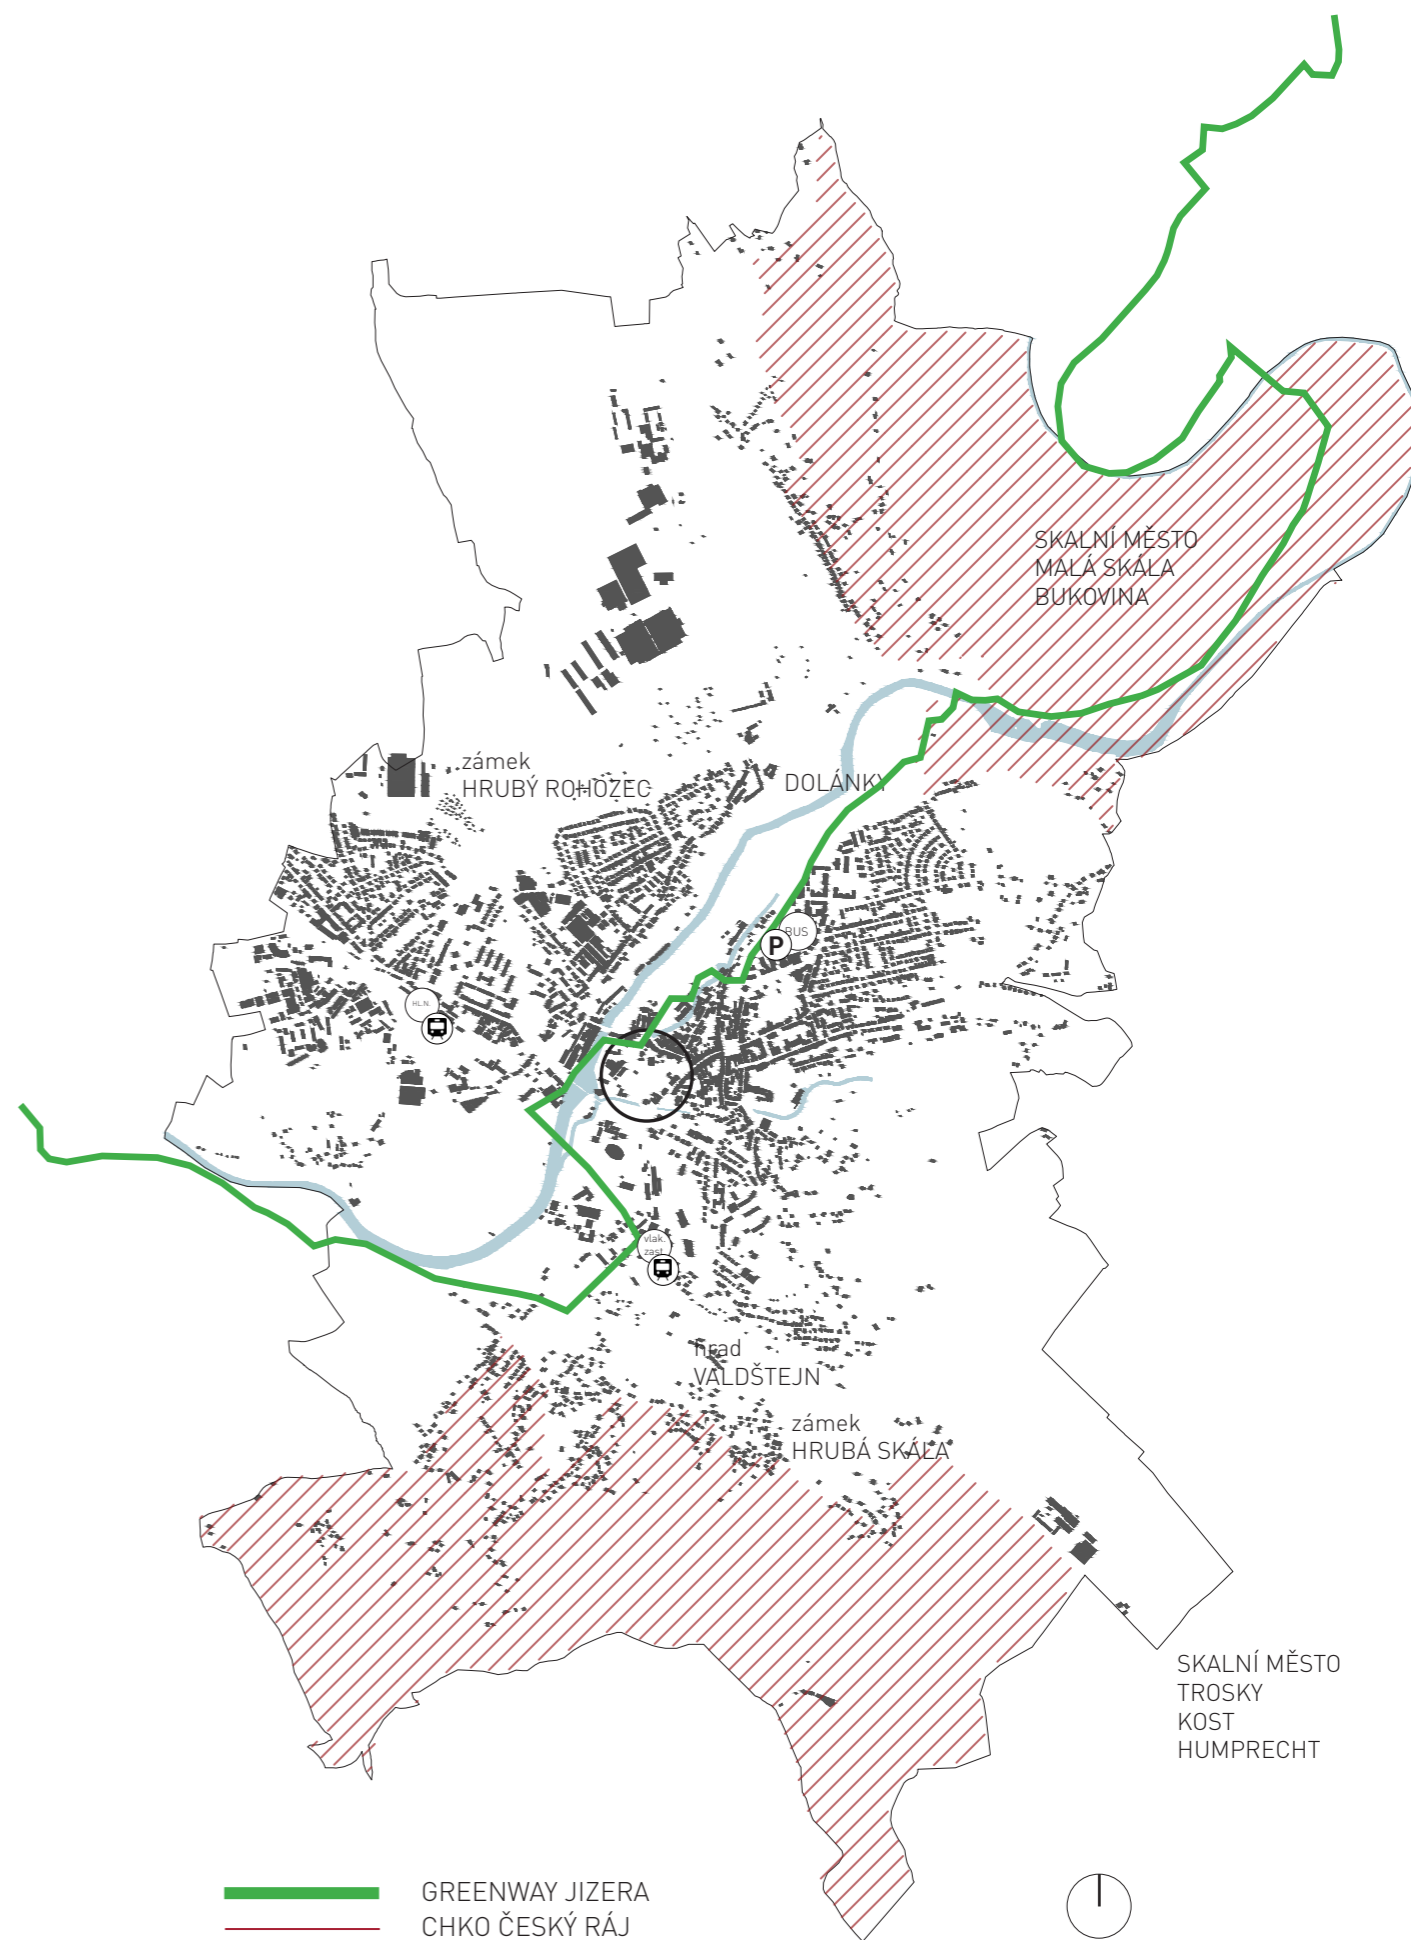 SKALNÍ MĚSTO
MALÁ SKÁLA
BUKOVINA
zámek
HRUBÝ ROHOZEC
DOLÁNKY
BUS
P
HL.N.
vlak.
zast.
hrad
VALDŠTEJN
zámek
HRUBÁ SKÁLA
SKALNÍ MĚSTO
TROSKY
KOST
HUMPRECHT
GREENWAY JIZERA
CHKO ČESKÝ RÁJ